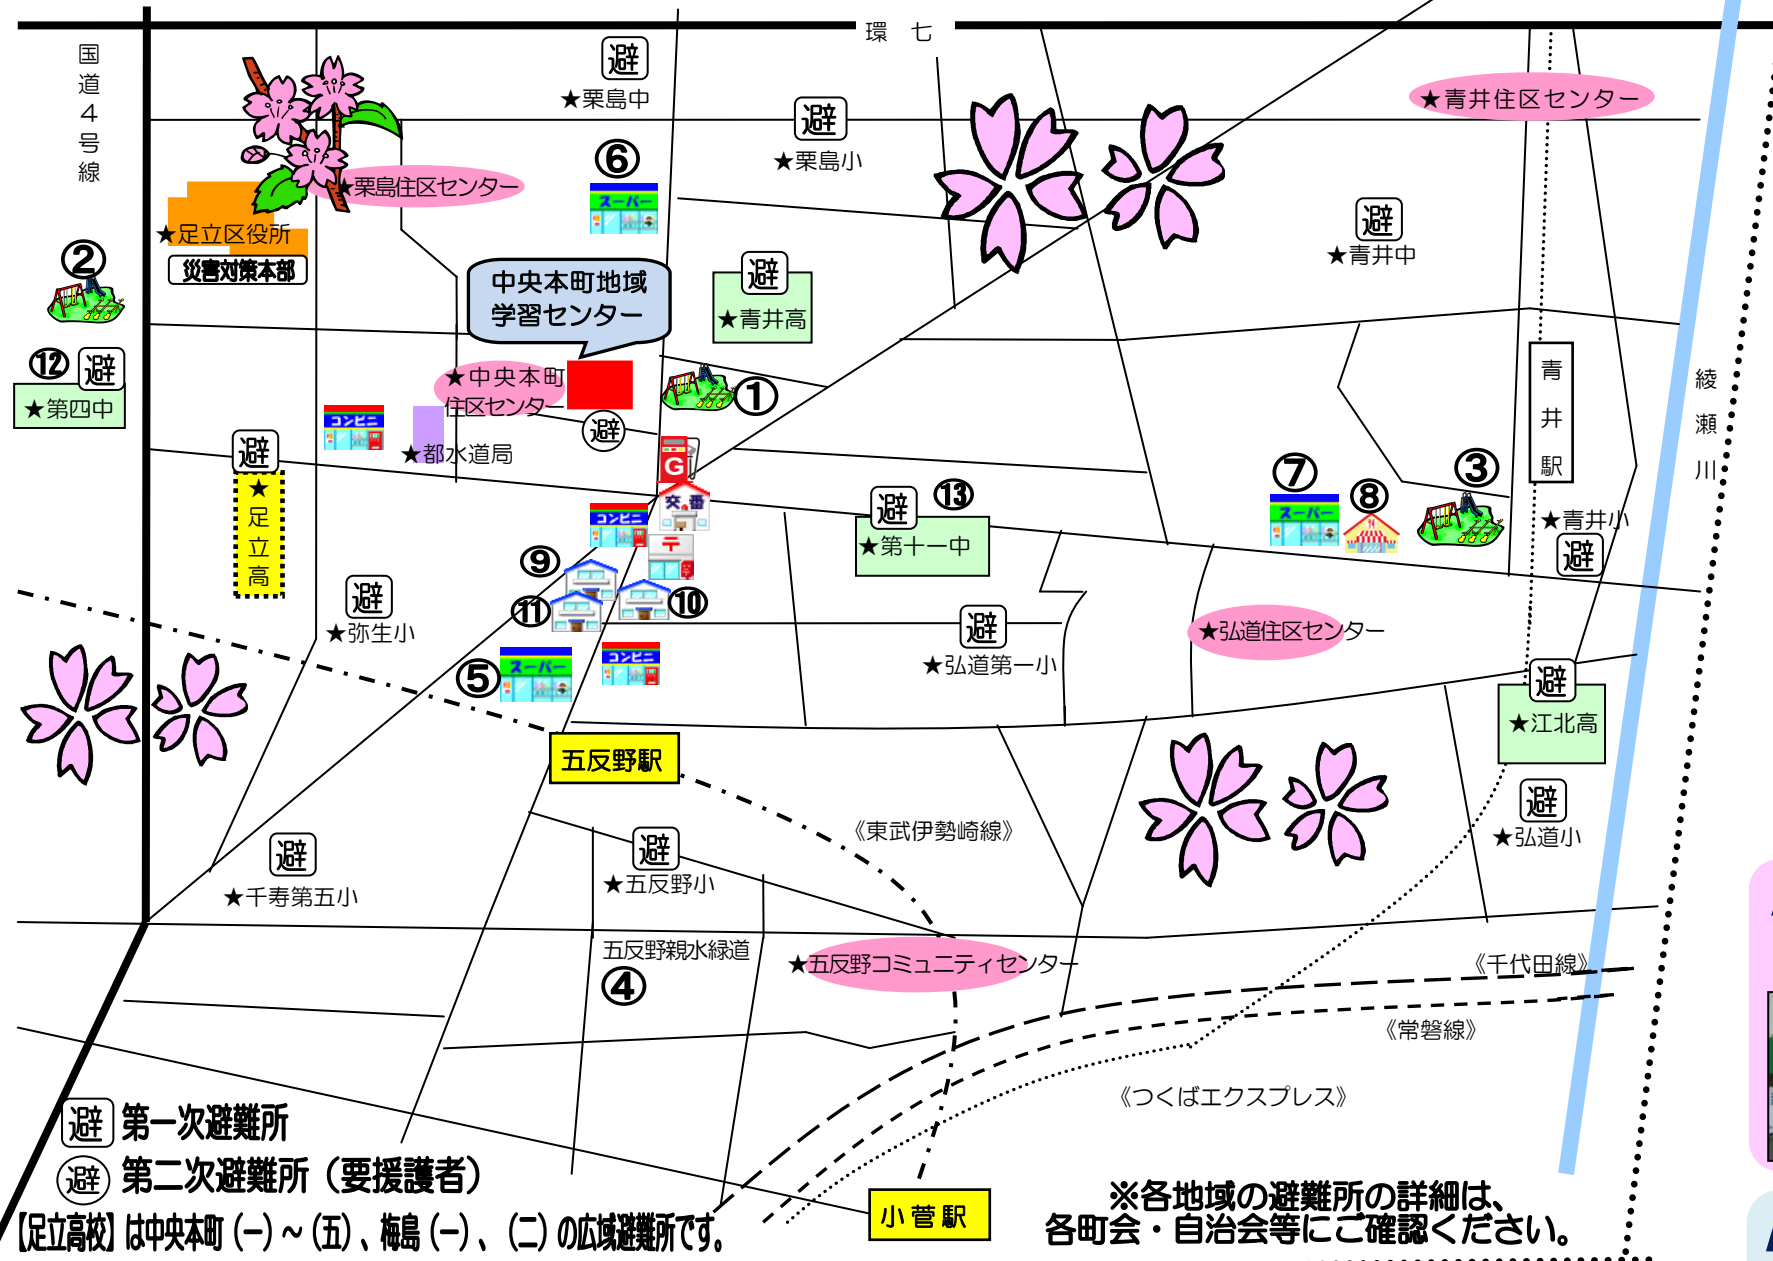 環 七
国道4号線
避
★栗島中
避
★栗島小
★青井住区センター
⑥
スーパー
★栗島住区センター
★足立区役所
災害対策本部
避
★青井中
②
中央本町地域
学習センター
避
★青井高
⑫
避
★第四中
★中央本町
住区センター
①
青井駅
綾瀬川
コンビニ
★都水道局
避
避
★足立高
G
交番
コンビニ
〒
避
⑬
★第十一中
⑦
スーパー
⑧
③
★青井小
避
⑨
⑪
⑩
避
★弥生小
避
★弘道第一小
★弘道住区センター
コンビニ
⑤
スーパー
避
★江北高
五反野駅
避
★弘道小
《東武伊勢崎線》
避
★千寿第五小
避
★五反野小
五反野親水緑道
④
★五反野コミュニティセンター
《千代田線》
《常磐線》
《つくばエクスプレス》
避 第一次避難所
避 第二次避難所（要援護者）
【足立高校】は中央本町（一）～（五）、梅島（一）、（二）の広域避難所です。
小菅駅
※各地域の避難所の詳細は、
各町会・自治会等にご確認ください。